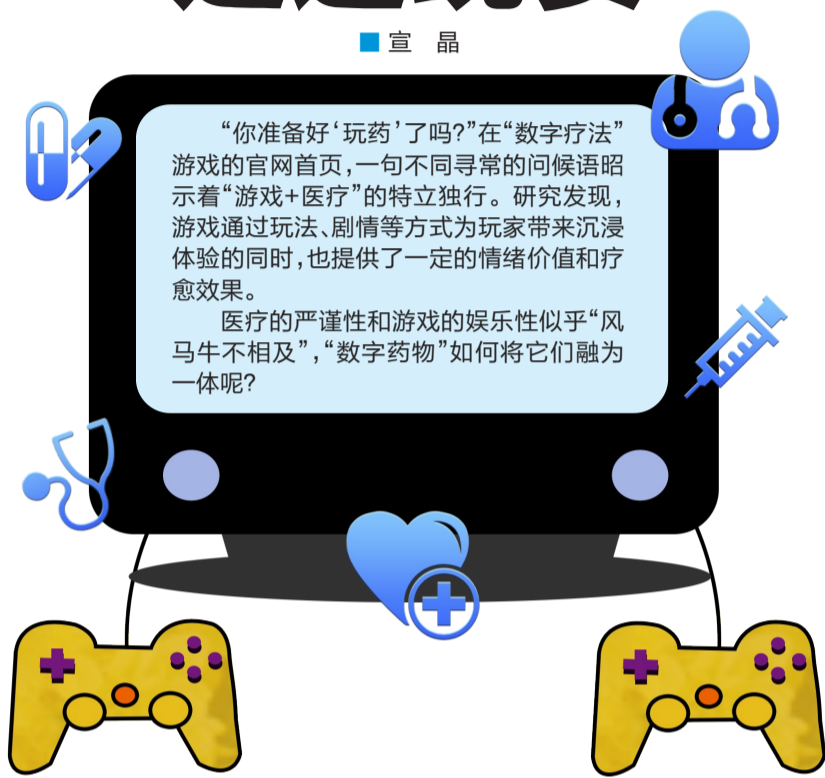 ■宣 晶
“你准备好‘玩药’了吗?”在“数字疗法”
游戏的官网首页,一句不同寻常的问候语昭
示着“游戏+医疗”的特立独行。研究发现,
游戏通过玩法、剧情等方式为玩家带来沉浸
体验的同时,也提供了一定的情绪价值和疗
愈效果。
医疗的严谨性和游戏的娱乐性似乎“风
马牛不相及”,“数字药物”如何将它们融为
一体呢?